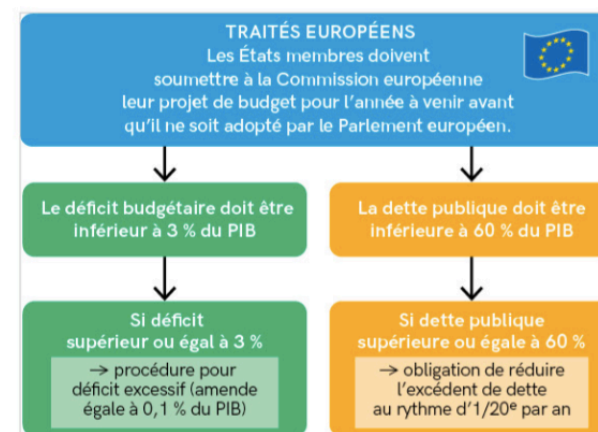 TRAITÉS EUROPÉENS
Les États membres doivent
soumettre à la Commission européenne
leur projet de budget pour l'année à venir avant
qu'il ne soit adopté par le Parlement européen.
Le déficit budgétaire doit être
inférieur à 3 % du PIB
La dette publique doit être
inférieure à 60 % du PIB
Si déficit
supérieur ou égal à 3 %
→ procédure pour
déficit excessif (amende
égale à 0,1 % du PIB)
Si dette publique
supérieure ou égale à 60 %
→ obligation de réduire
l'excédent de dette
au rythme d'1/20ᵉ par an